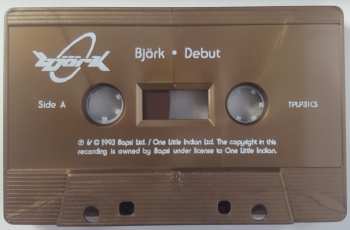 björk
Björk • Debut
Side A
TPLP31CS
℗ & © 1993 Bapsi Ltd. / One Little Indian Ltd. The copyright in this
recording is owned by Bapsi under license to One Little Indian.